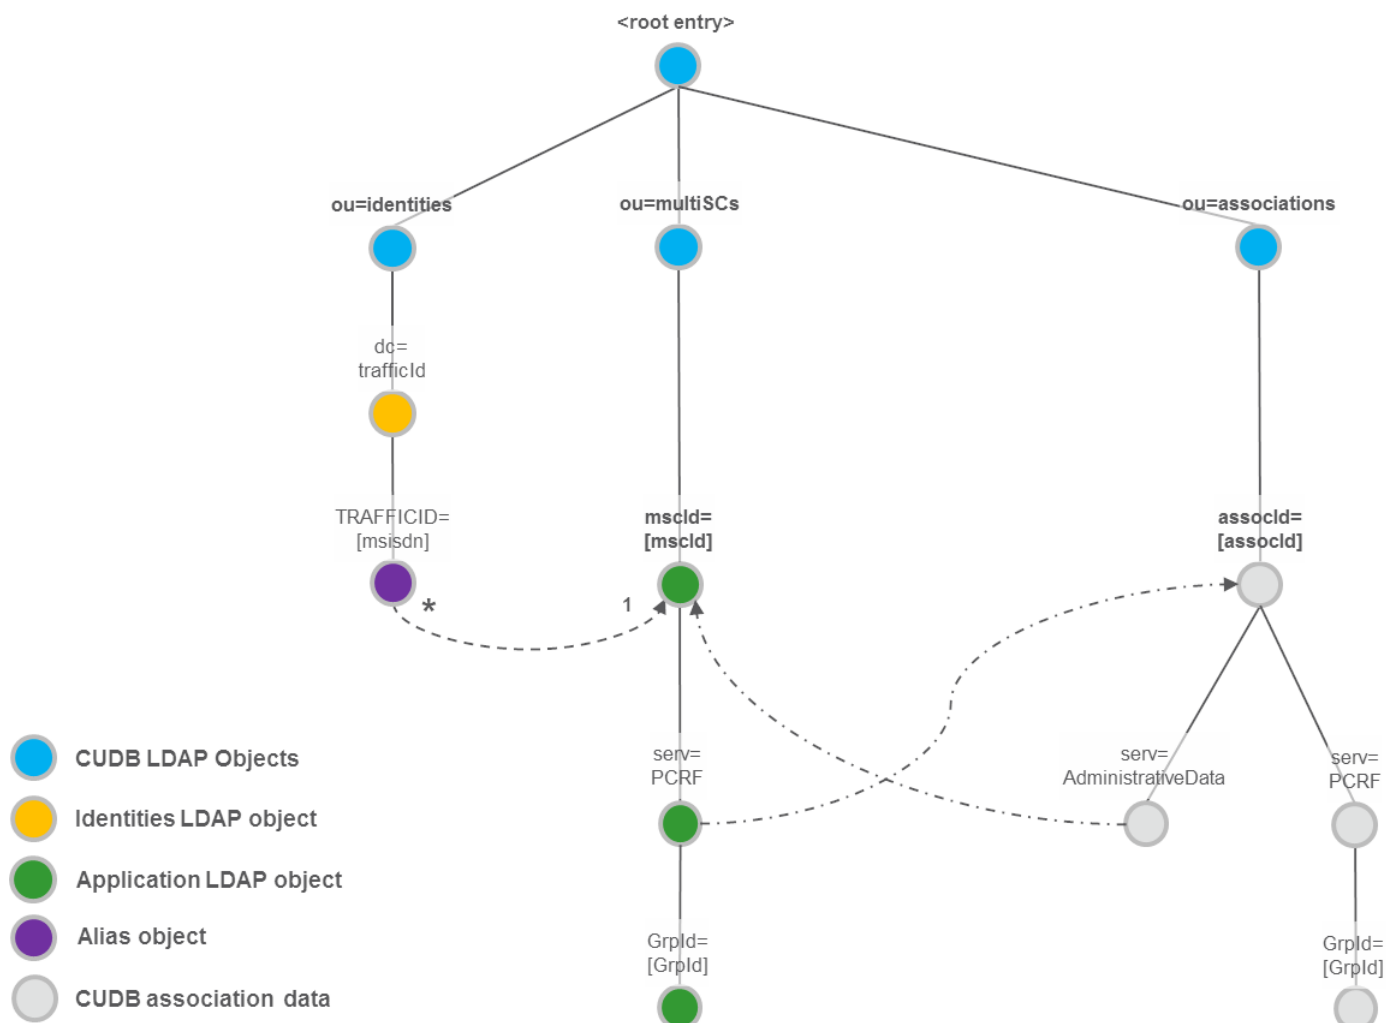 <root entry>
ou=identities
ou=multiSCs
ou=associations
dc=
trafficId
TRAFFICID=
[msisdn]
mscId=
[mscId]
assocId=
[assocId]
*
1
serv=
PCRF
serv=
AdministrativeData
serv=
PCRF
GrpId=
[GrpId]
GrpId=
[GrpId]
CUDB LDAP Objects
Identities LDAP object
Application LDAP object
Alias object
CUDB association data